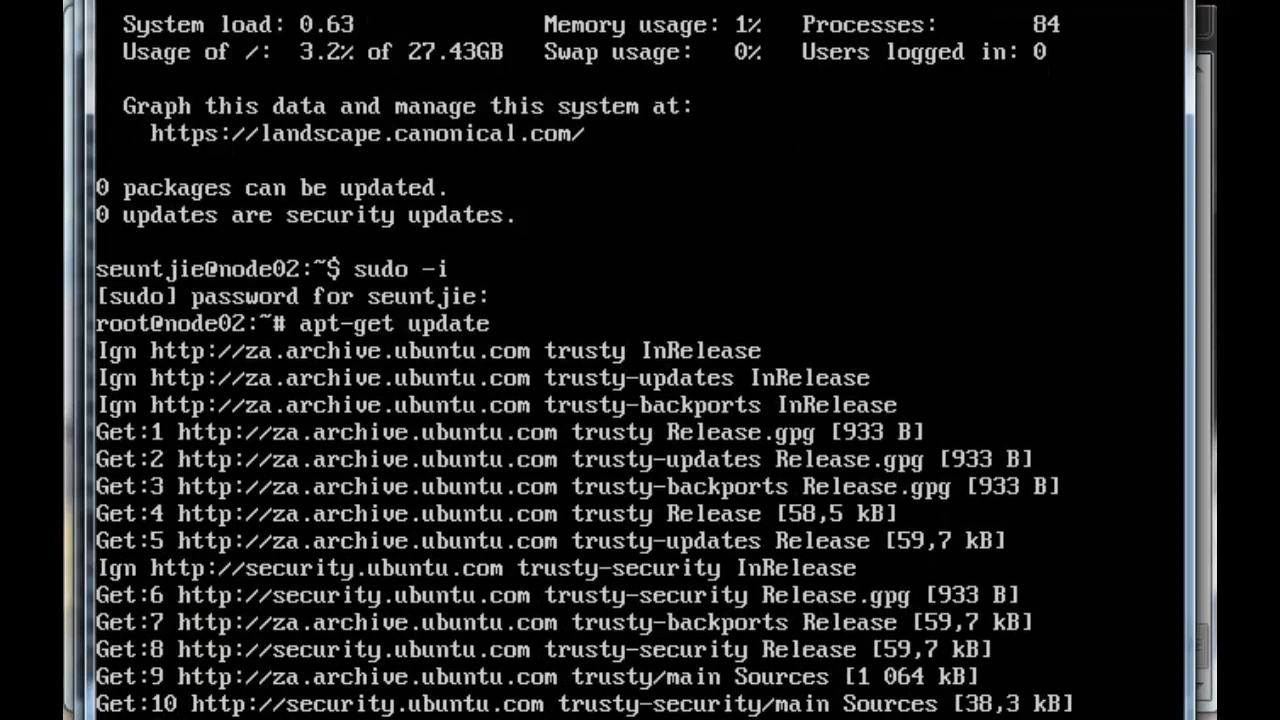 System load: 0.63 Memory usage: 1% Processes: 84
Usage of /: 3.2% of 27.43GB Swap usage: 0% Users logged in: 0
Graph this data and manage this system at:
https://landscape.canonical.com/
0 packages can be updated.
0 updates are security updates.
seuntjie@node02:~$ sudo -i
[sudo] password for seuntjie:
root@node02:~# apt-get update
Ign http://za.archive.ubuntu.com trusty InRelease
Ign http://za.archive.ubuntu.com trusty-updates InRelease
Ign http://za.archive.ubuntu.com trusty-backports InRelease
Get:1 http://za.archive.ubuntu.com trusty Release.gpg [933 B]
Get:2 http://za.archive.ubuntu.com trusty-updates Release.gpg [933 B]
Get:3 http://za.archive.ubuntu.com trusty-backports Release.gpg [933 B]
Get:4 http://za.archive.ubuntu.com trusty Release [58,5 kB]
Get:5 http://za.archive.ubuntu.com trusty-updates Release [59,7 kB]
Ign http://security.ubuntu.com trusty-security InRelease
Get:6 http://security.ubuntu.com trusty-security Release.gpg [933 B]
Get:7 http://za.archive.ubuntu.com trusty-backports Release [59,7 kB]
Get:8 http://security.ubuntu.com trusty-security Release [59,7 kB]
Get:9 http://za.archive.ubuntu.com trusty/main Sources [1 064 kB]
Get:10 http://security.ubuntu.com trusty-security/main Sources [38,3 kB]